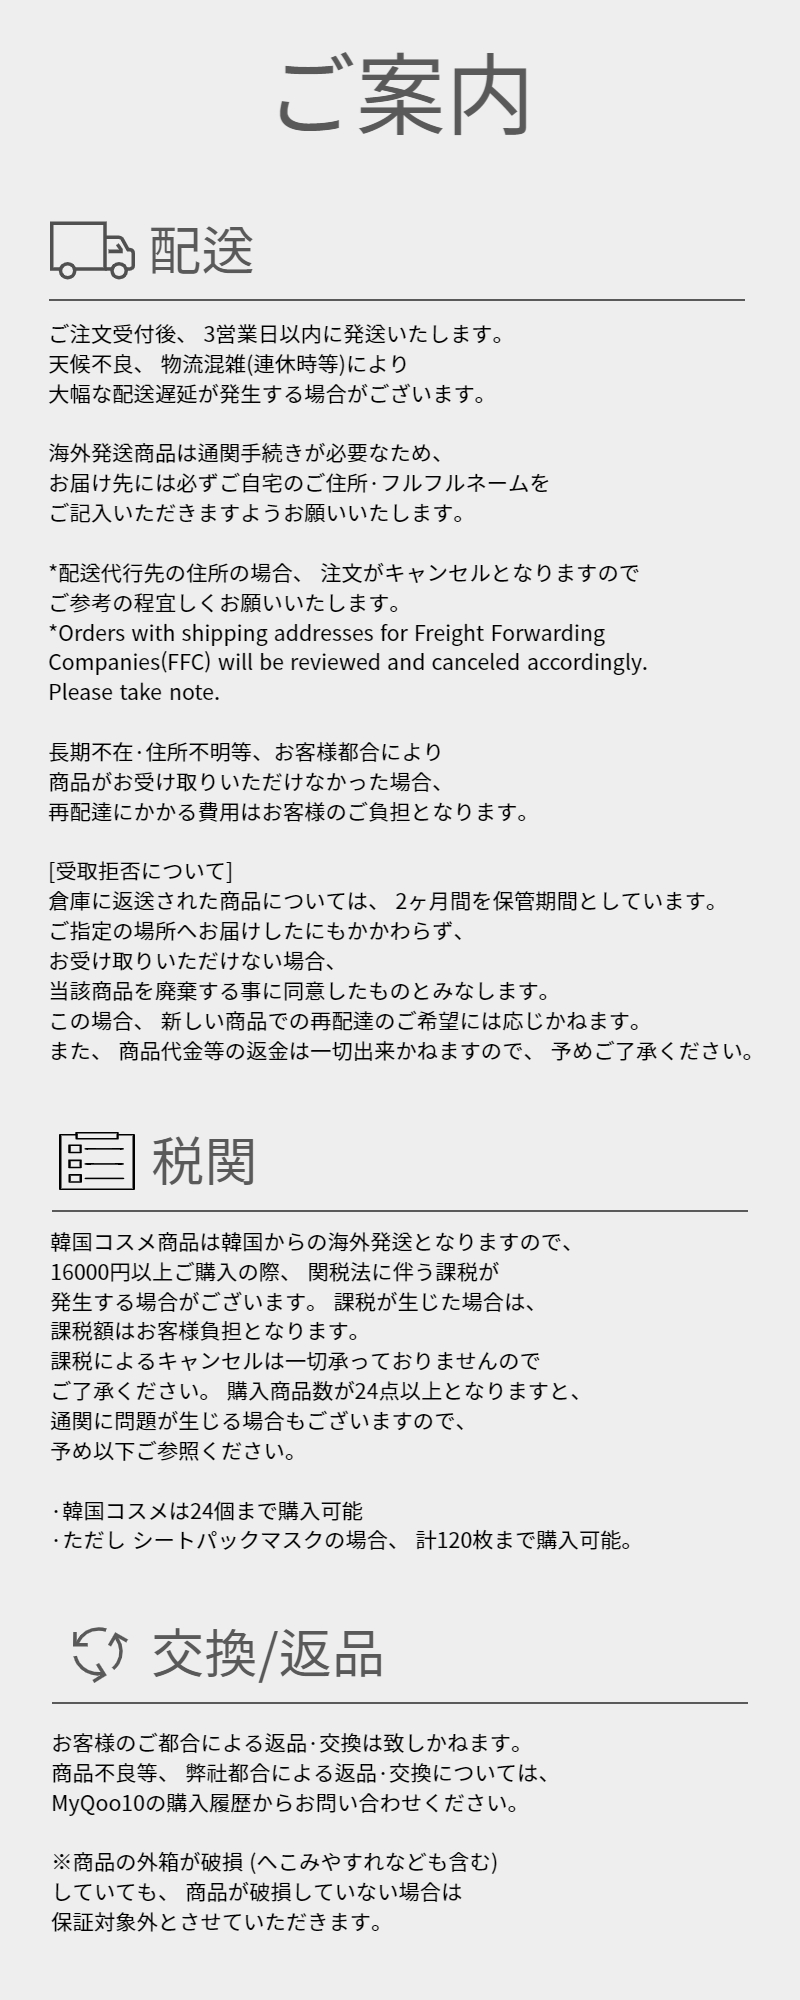 ご案内
配送
ご注文受付後、 3営業日以内に発送いたします。
天候不良、 物流混雑(連休時等)により
大幅な配送遅延が発生する場合がございます。
海外発送商品は通関手続きが必要なため、
お届け先には必ずご自宅のご住所·フルフルネームを
ご記入いただきますようお願いいたします。
*配送代行先の住所の場合、 注文がキャンセルとなりますので
ご参考の程宜しくお願いいたします。
*Orders with shipping addresses for Freight Forwarding
Companies(FFC) will be reviewed and canceled accordingly.
Please take note.
長期不在·住所不明等、お客様都合により
商品がお受け取りいただけなかった場合、
再配達にかかる費用はお客様のご負担となります。
[受取拒否について]
倉庫に返送された商品については、 2ヶ月間を保管期間としています。
ご指定の場所へお届けしたにもかかわらず、
お受け取りいただけない場合、
当該商品を廃棄する事に同意したものとみなします。
この場合、 新しい商品での再配達のご希望には応じかねます。
また、 商品代金等の返金は一切出来かねますので、 予めご了承ください。
税関
韓国コスメ商品は韓国からの海外発送となりますので、
16000円以上ご購入の際、 関税法に伴う課税が
発生する場合がございます。 課税が生じた場合は、
課税額はお客様負担となります。
課税によるキャンセルは一切承っておりませんので
ご了承ください。 購入商品数が24点以上となりますと、
通関に問題が生じる場合もございますので、
予め以下ご参照ください。
·韓国コスメは24個まで購入可能
·ただし シートパックマスクの場合、 計120枚まで購入可能。
交換/返品
お客様のご都合による返品·交換は致しかねます。
商品不良等、 弊社都合による返品·交換については、
MyQoo10の購入履歴からお問い合わせください。
※商品の外箱が破損 (へこみやすれなども含む)
していても、 商品が破損していない場合は
保証対象外とさせていただきます。